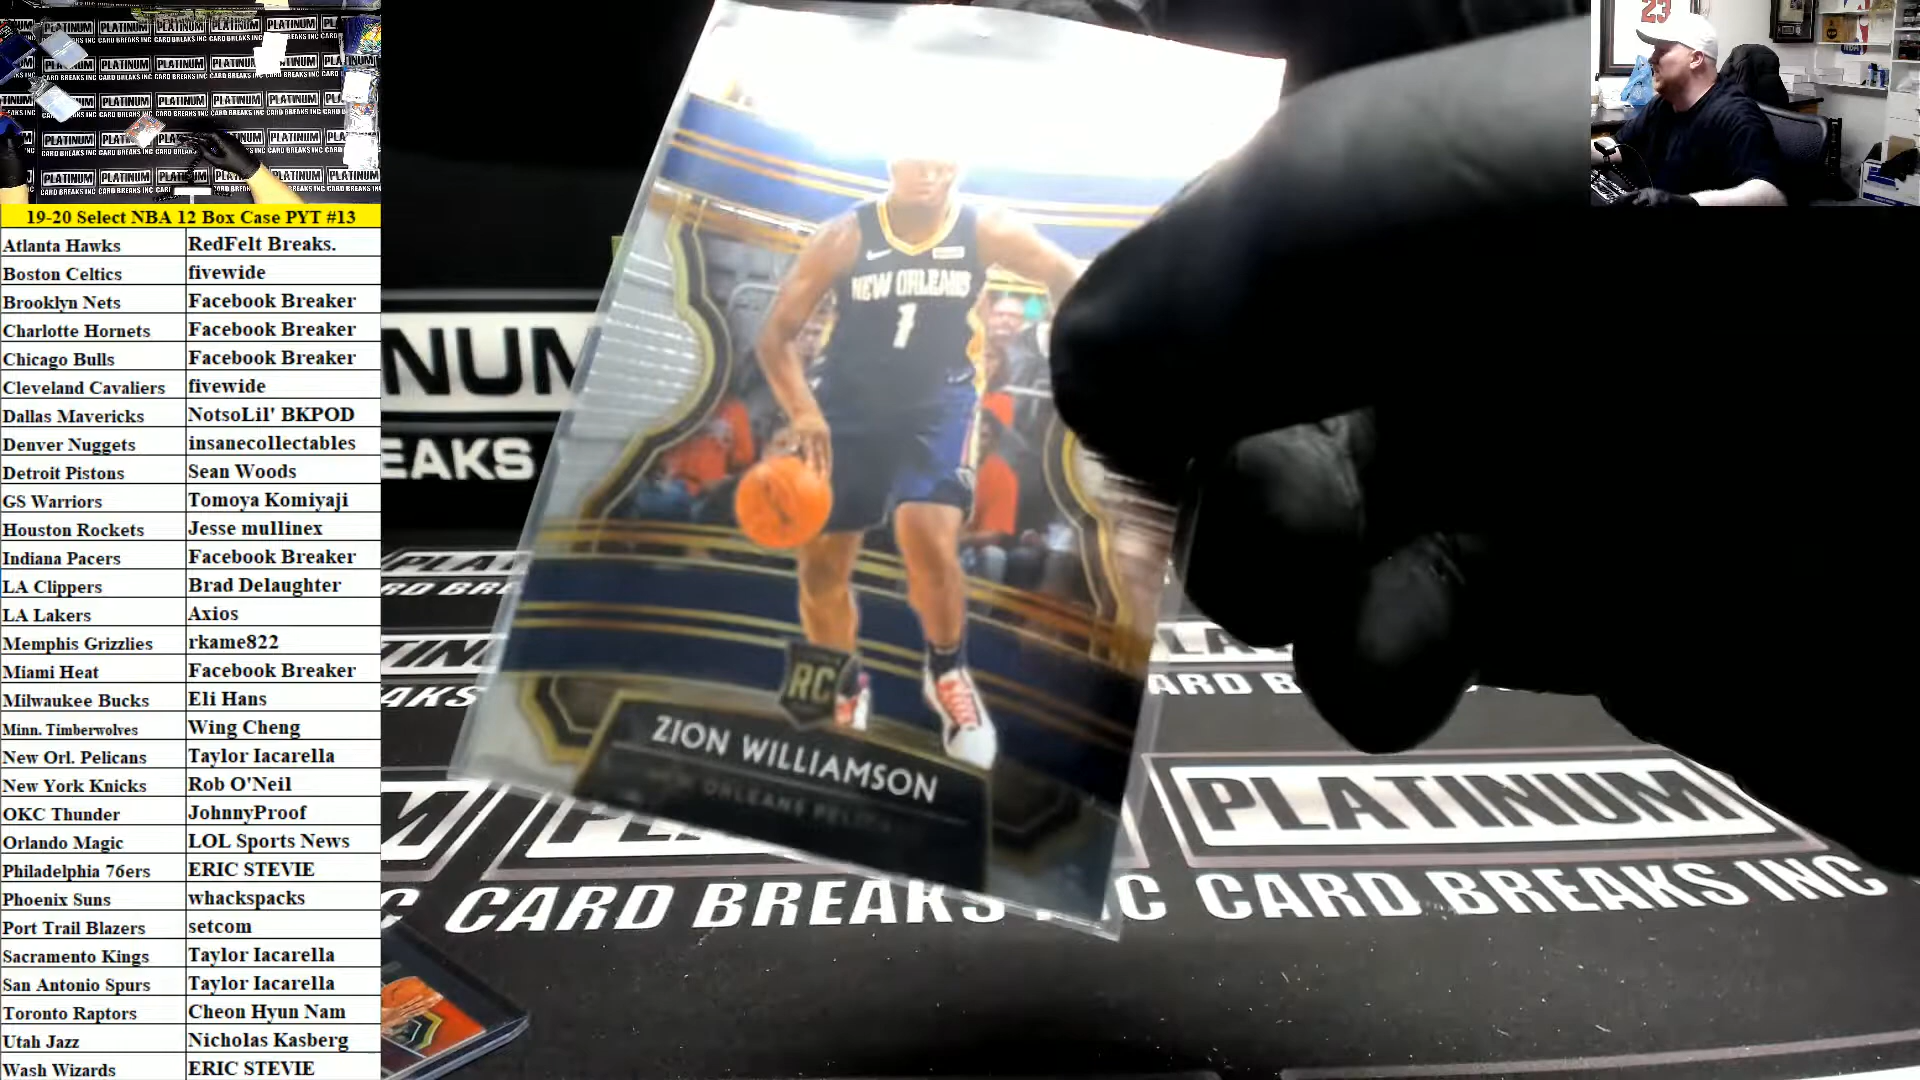 19-20 Select NBA 12 Box Case PYT #13
Atlanta Hawks RedFelt Breaks.
Boston Celtics fivewide
Brooklyn Nets Facebook Breaker
Charlotte Hornets Facebook Breaker
Chicago Bulls Facebook Breaker
Cleveland Cavaliers fivewide
Dallas Mavericks NotsoLil' BKPOD
Denver Nuggets insanecollectables
Detroit Pistons Sean Woods
GS Warriors Tomoya Komiyaji
Houston Rockets Jesse mullinex
Indiana Pacers Facebook Breaker
LA Clippers Brad Delaughter
LA Lakers Axios
Memphis Grizzlies rkame822
Miami Heat Facebook Breaker
Milwaukee Bucks Eli Hans
Minn. Timberwolves Wing Cheng
New Orl. Pelicans Taylor Iacarella
New York Knicks Rob O'Neil
OKC Thunder JohnnyProof
Orlando Magic LOL Sports News
Philadelphia 76ers ERIC STEVIE
Phoenix Suns whackspacks
Port Trail Blazers setcom
Sacramento Kings Taylor Iacarella
San Antonio Spurs Taylor Iacarella
Toronto Raptors Cheon Hyun Nam
Utah Jazz Nicholas Kasberg
Wash Wizards ERIC STEVIE
23
NEW ORLEANS
1
RC
ZION WILLIAMSON
ORLEANS
NUM
EAKS
PLATINUM
CARD BREAKS INC CARD BREAKS INC